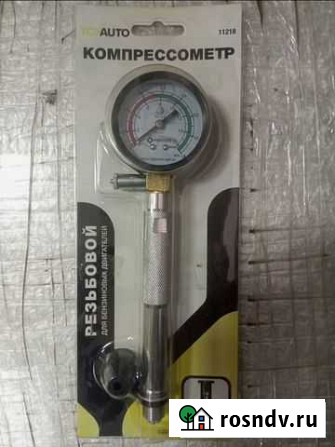 AUTO
11218
КОМПРЕССОМЕТР
РЕЗЬБОВОЙ
ДЛЯ БЕНЗИНОВЫХ ДВИГАТЕЛЕЙ
rosndv.ru